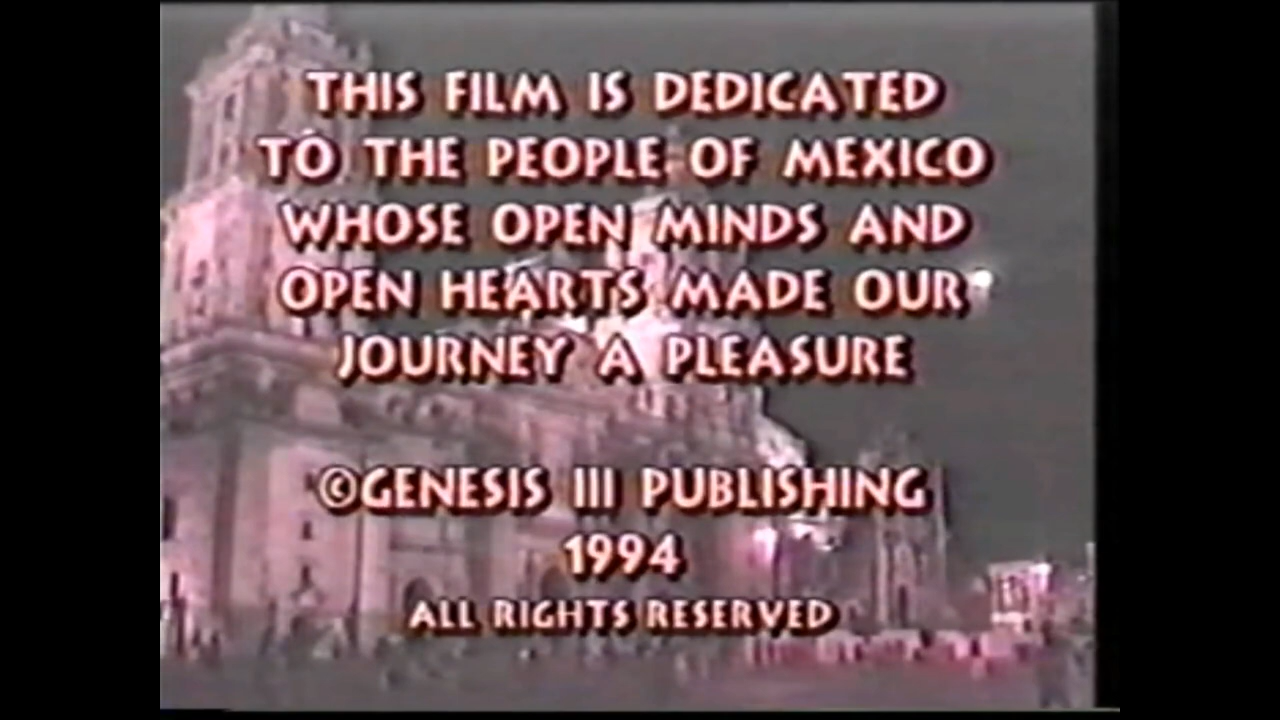 THIS FILM IS DEDICATED
TO THE PEOPLE OF MEXICO
WHOSE OPEN MINDS AND
OPEN HEARTS MADE OUR
JOURNEY A PLEASURE
©GENESIS III PUBLISHING
1994
ALL RIGHTS RESERVED